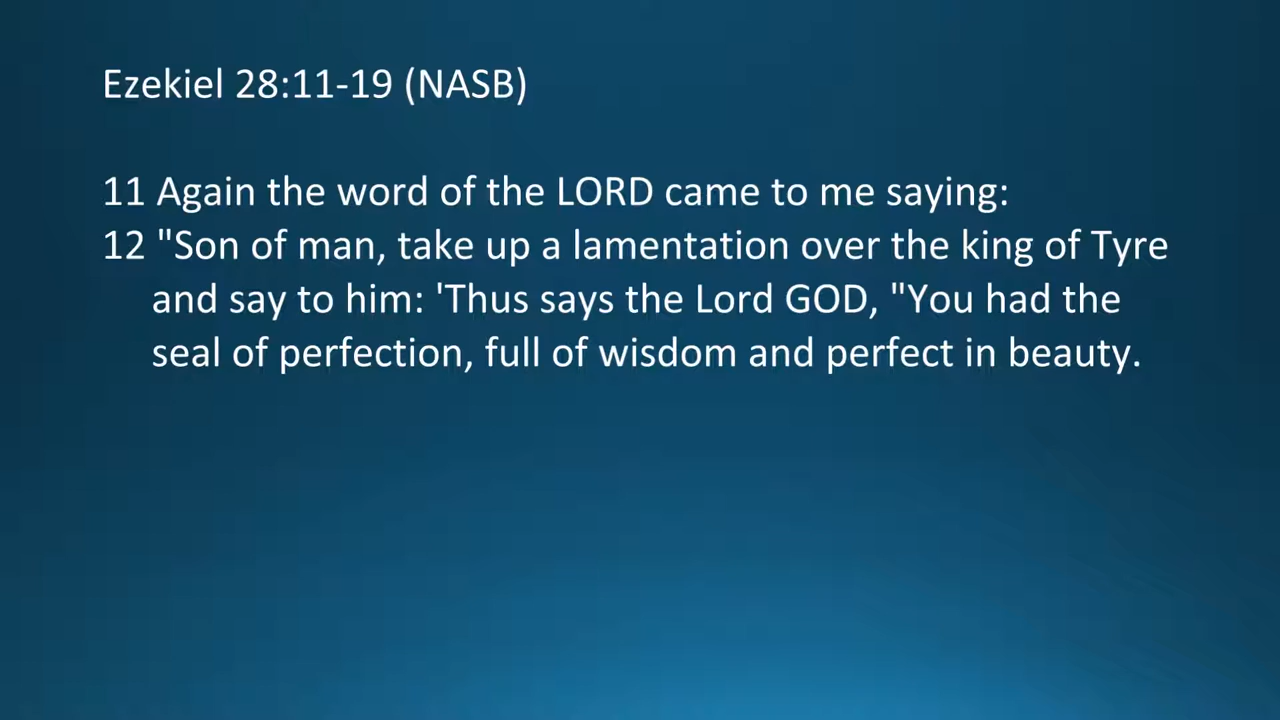 Ezekiel 28:11-19 (NASB)
11 Again the word of the LORD came to me saying:
12 "Son of man, take up a lamentation over the king of Tyre
and say to him: 'Thus says the Lord GOD, "You had the
seal of perfection, full of wisdom and perfect in beauty.